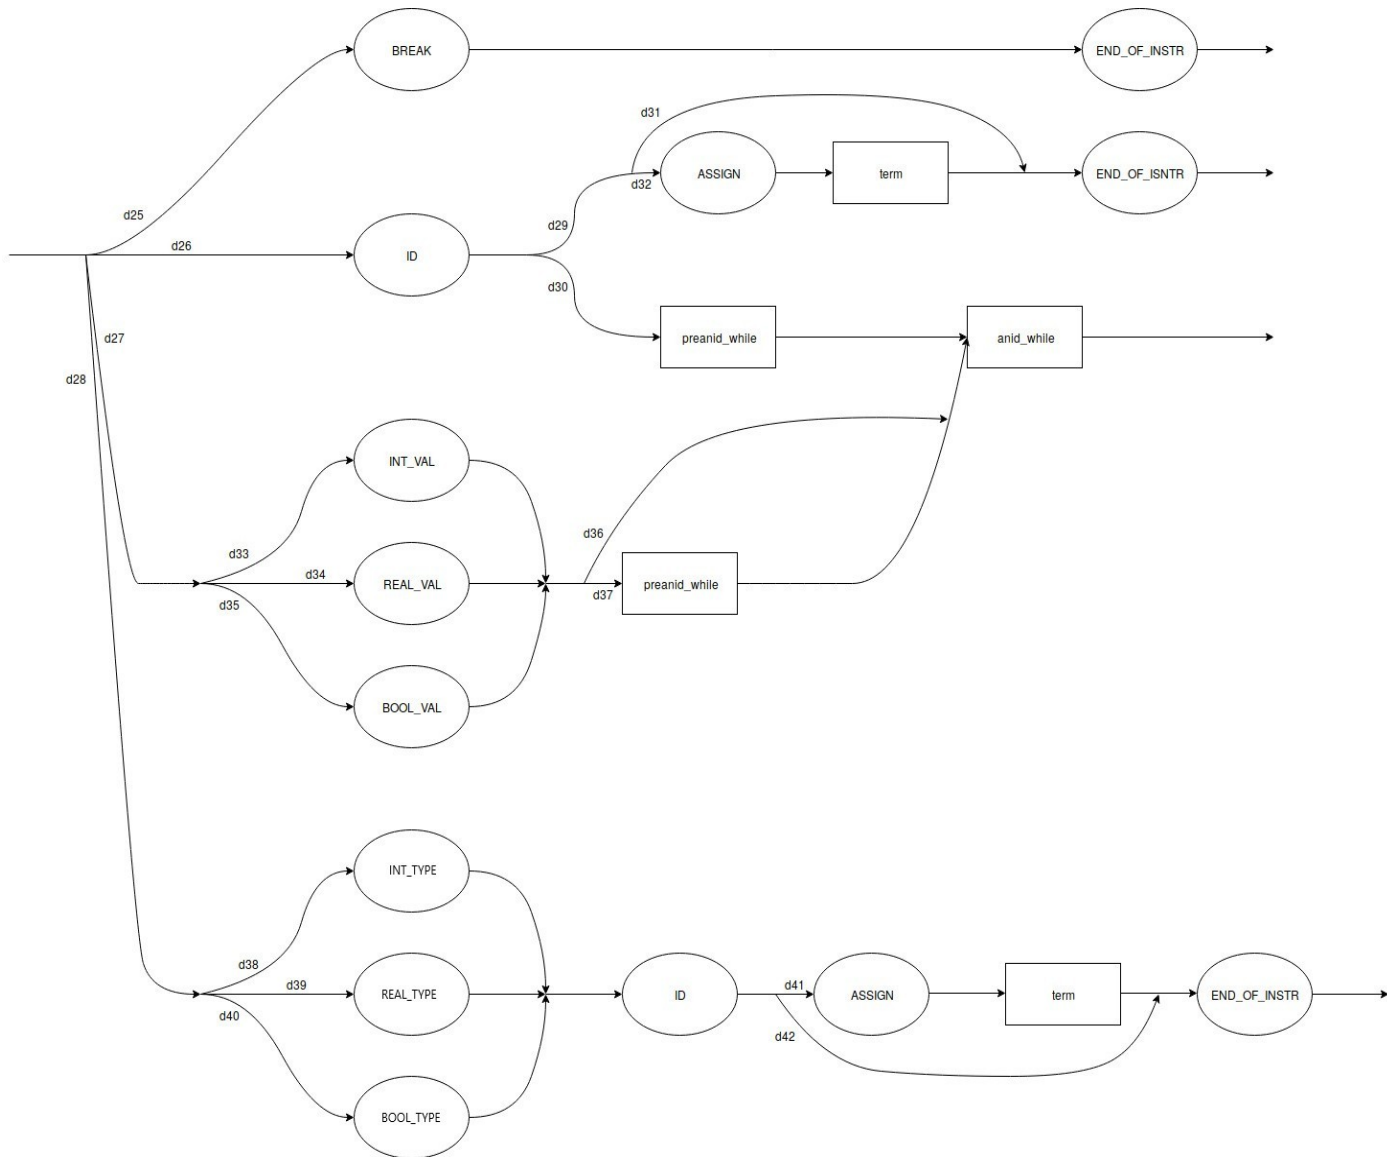 BREAK
END_OF_INSTR
d31
ASSIGN
term
END_OF_ISNTR
d32
d25
d29
d26
ID
d30
d27
preanid_while
anid_while
d28
INT_VAL
d36
d33
d34
REAL_VAL
preanid_while
d35
d37
BOOL_VAL
INT_TYPE
d38
d39
d41
REAL_TYPE
ID
ASSIGN
term
END_OF_INSTR
d40
d42
BOOL_TYPE